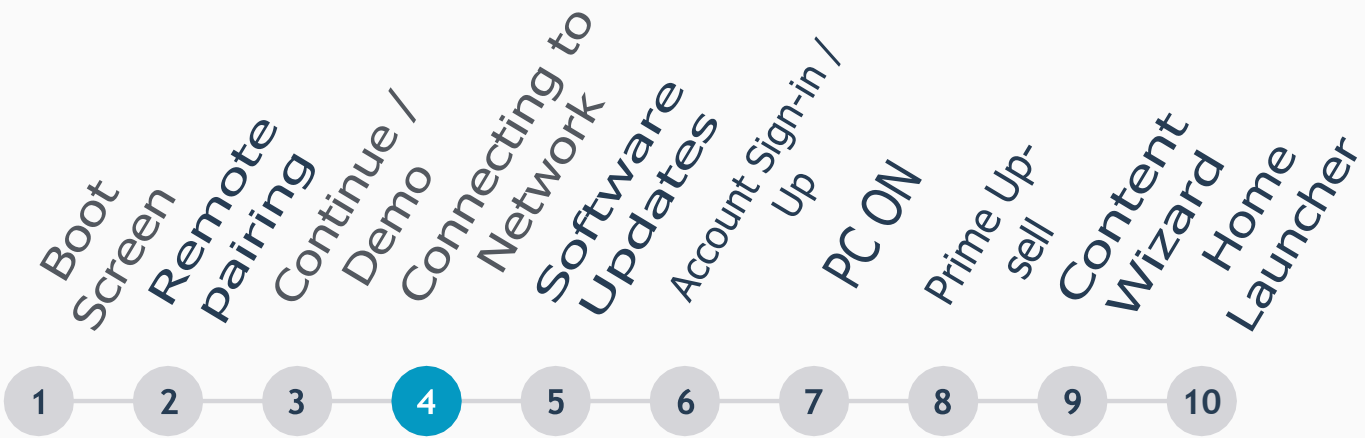 Boot
Screen
Remote
pairing
Continue /
Demo
Connecting to
Network
Software
Updates
Account Sign-in /
Up
PC ON
Prime Up-
sell
Content
Wizard
Home
Launcher
1
2
3
4
5
6
7
8
9
10